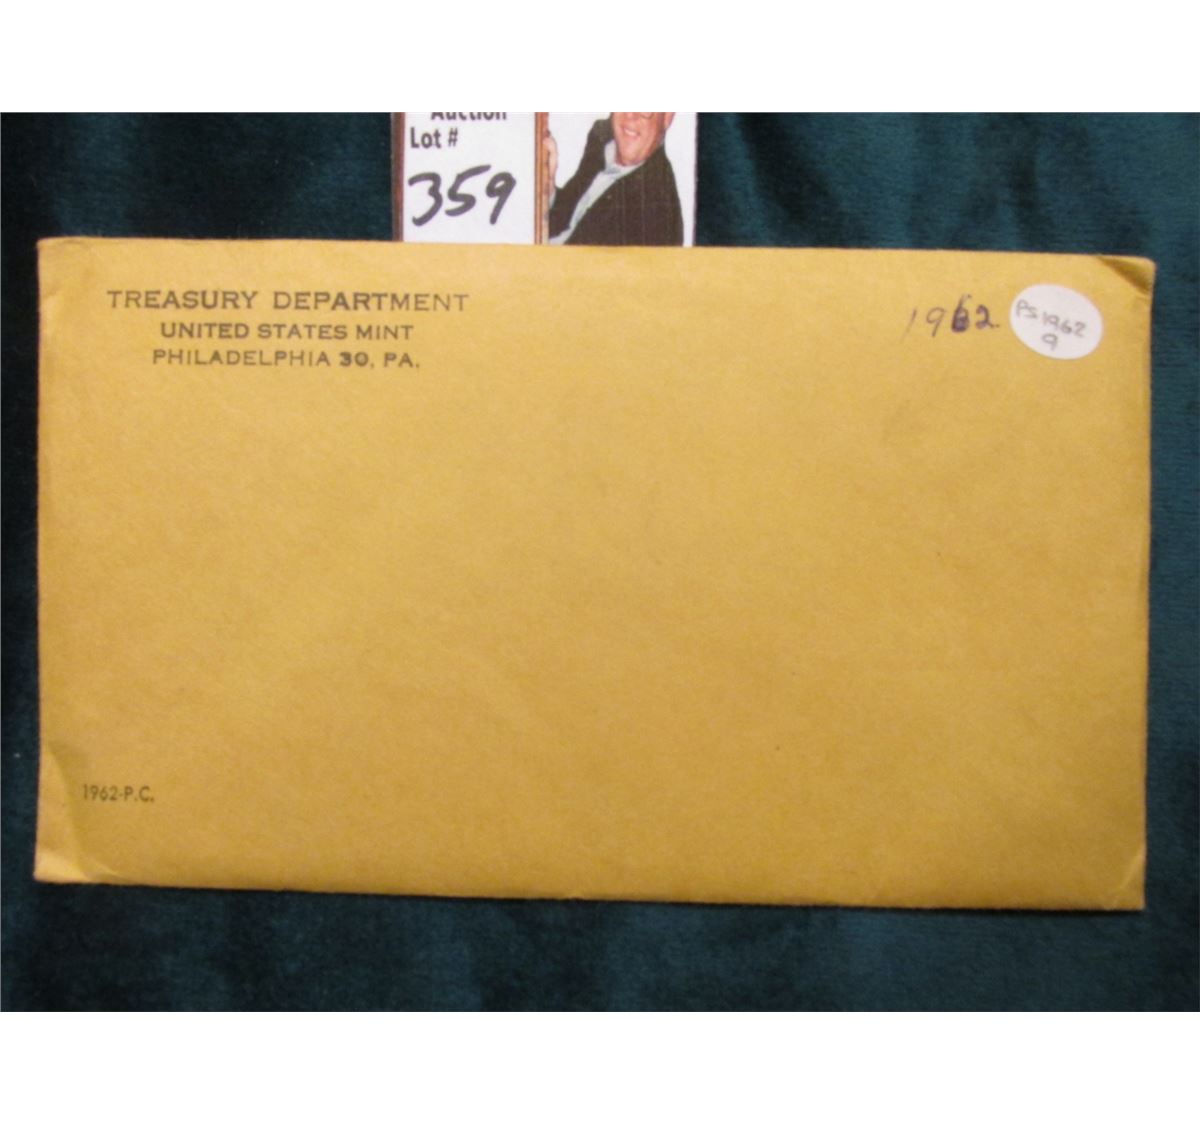 Auction
Lot #
359
TREASURY DEPARTMENT
UNITED STATES MINT
PHILADELPHIA 30, PA.
1962
PS1962
9
1962-P.C.